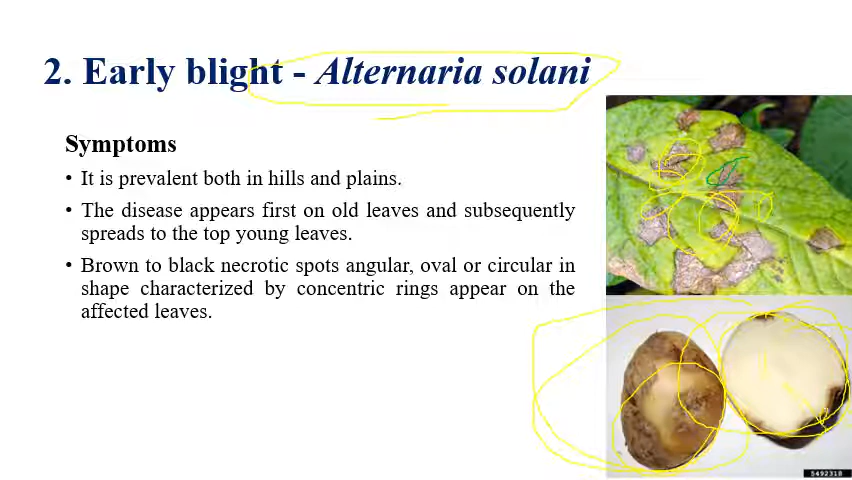 2. Early blight - Alternaria solani
Symptoms
• It is prevalent both in hills and plains.
• The disease appears first on old leaves and subsequently
spreads to the top young leaves.
• Brown to black necrotic spots angular, oval or circular in
shape characterized by concentric rings appear on the
affected leaves.
5492318